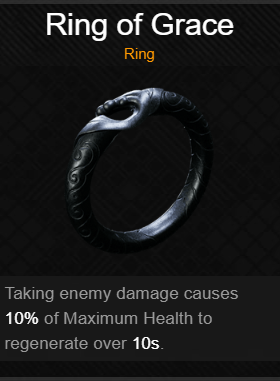 Ring of Grace
Ring
Taking enemy damage causes
10% of Maximum Health to
regenerate over 10s.